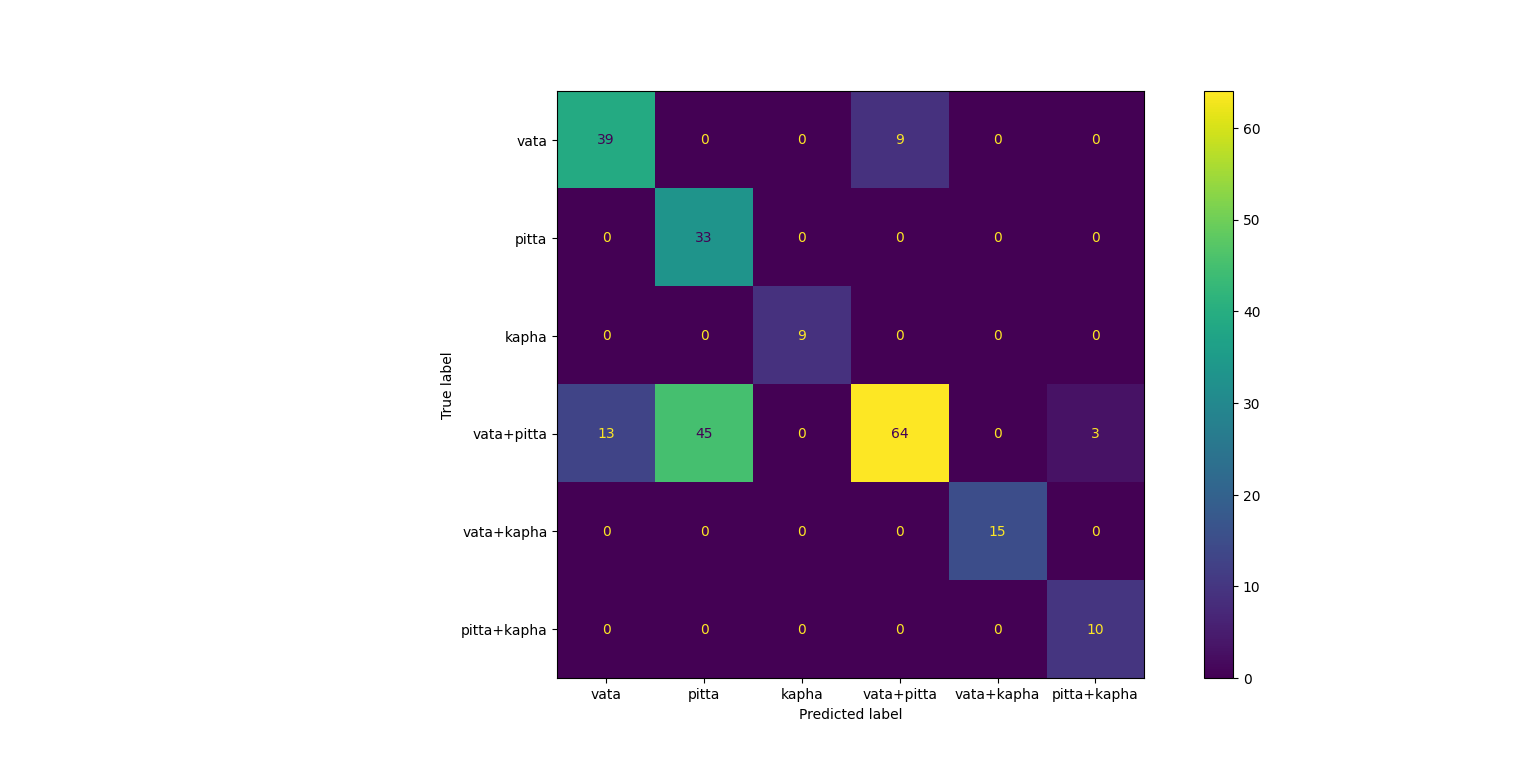 60
vata 39 0 0 9 0 0
50
pitta 0 33 0 0 0 0
40
kapha 0 0 9 0 0 0
True label
30
vata+pitta 13 45 0 64 0 3
20
vata+kapha 0 0 0 0 15 0
10
pitta+kapha 0 0 0 0 0 10
0
vata pitta kapha vata+pitta vata+kapha pitta+kapha
Predicted label